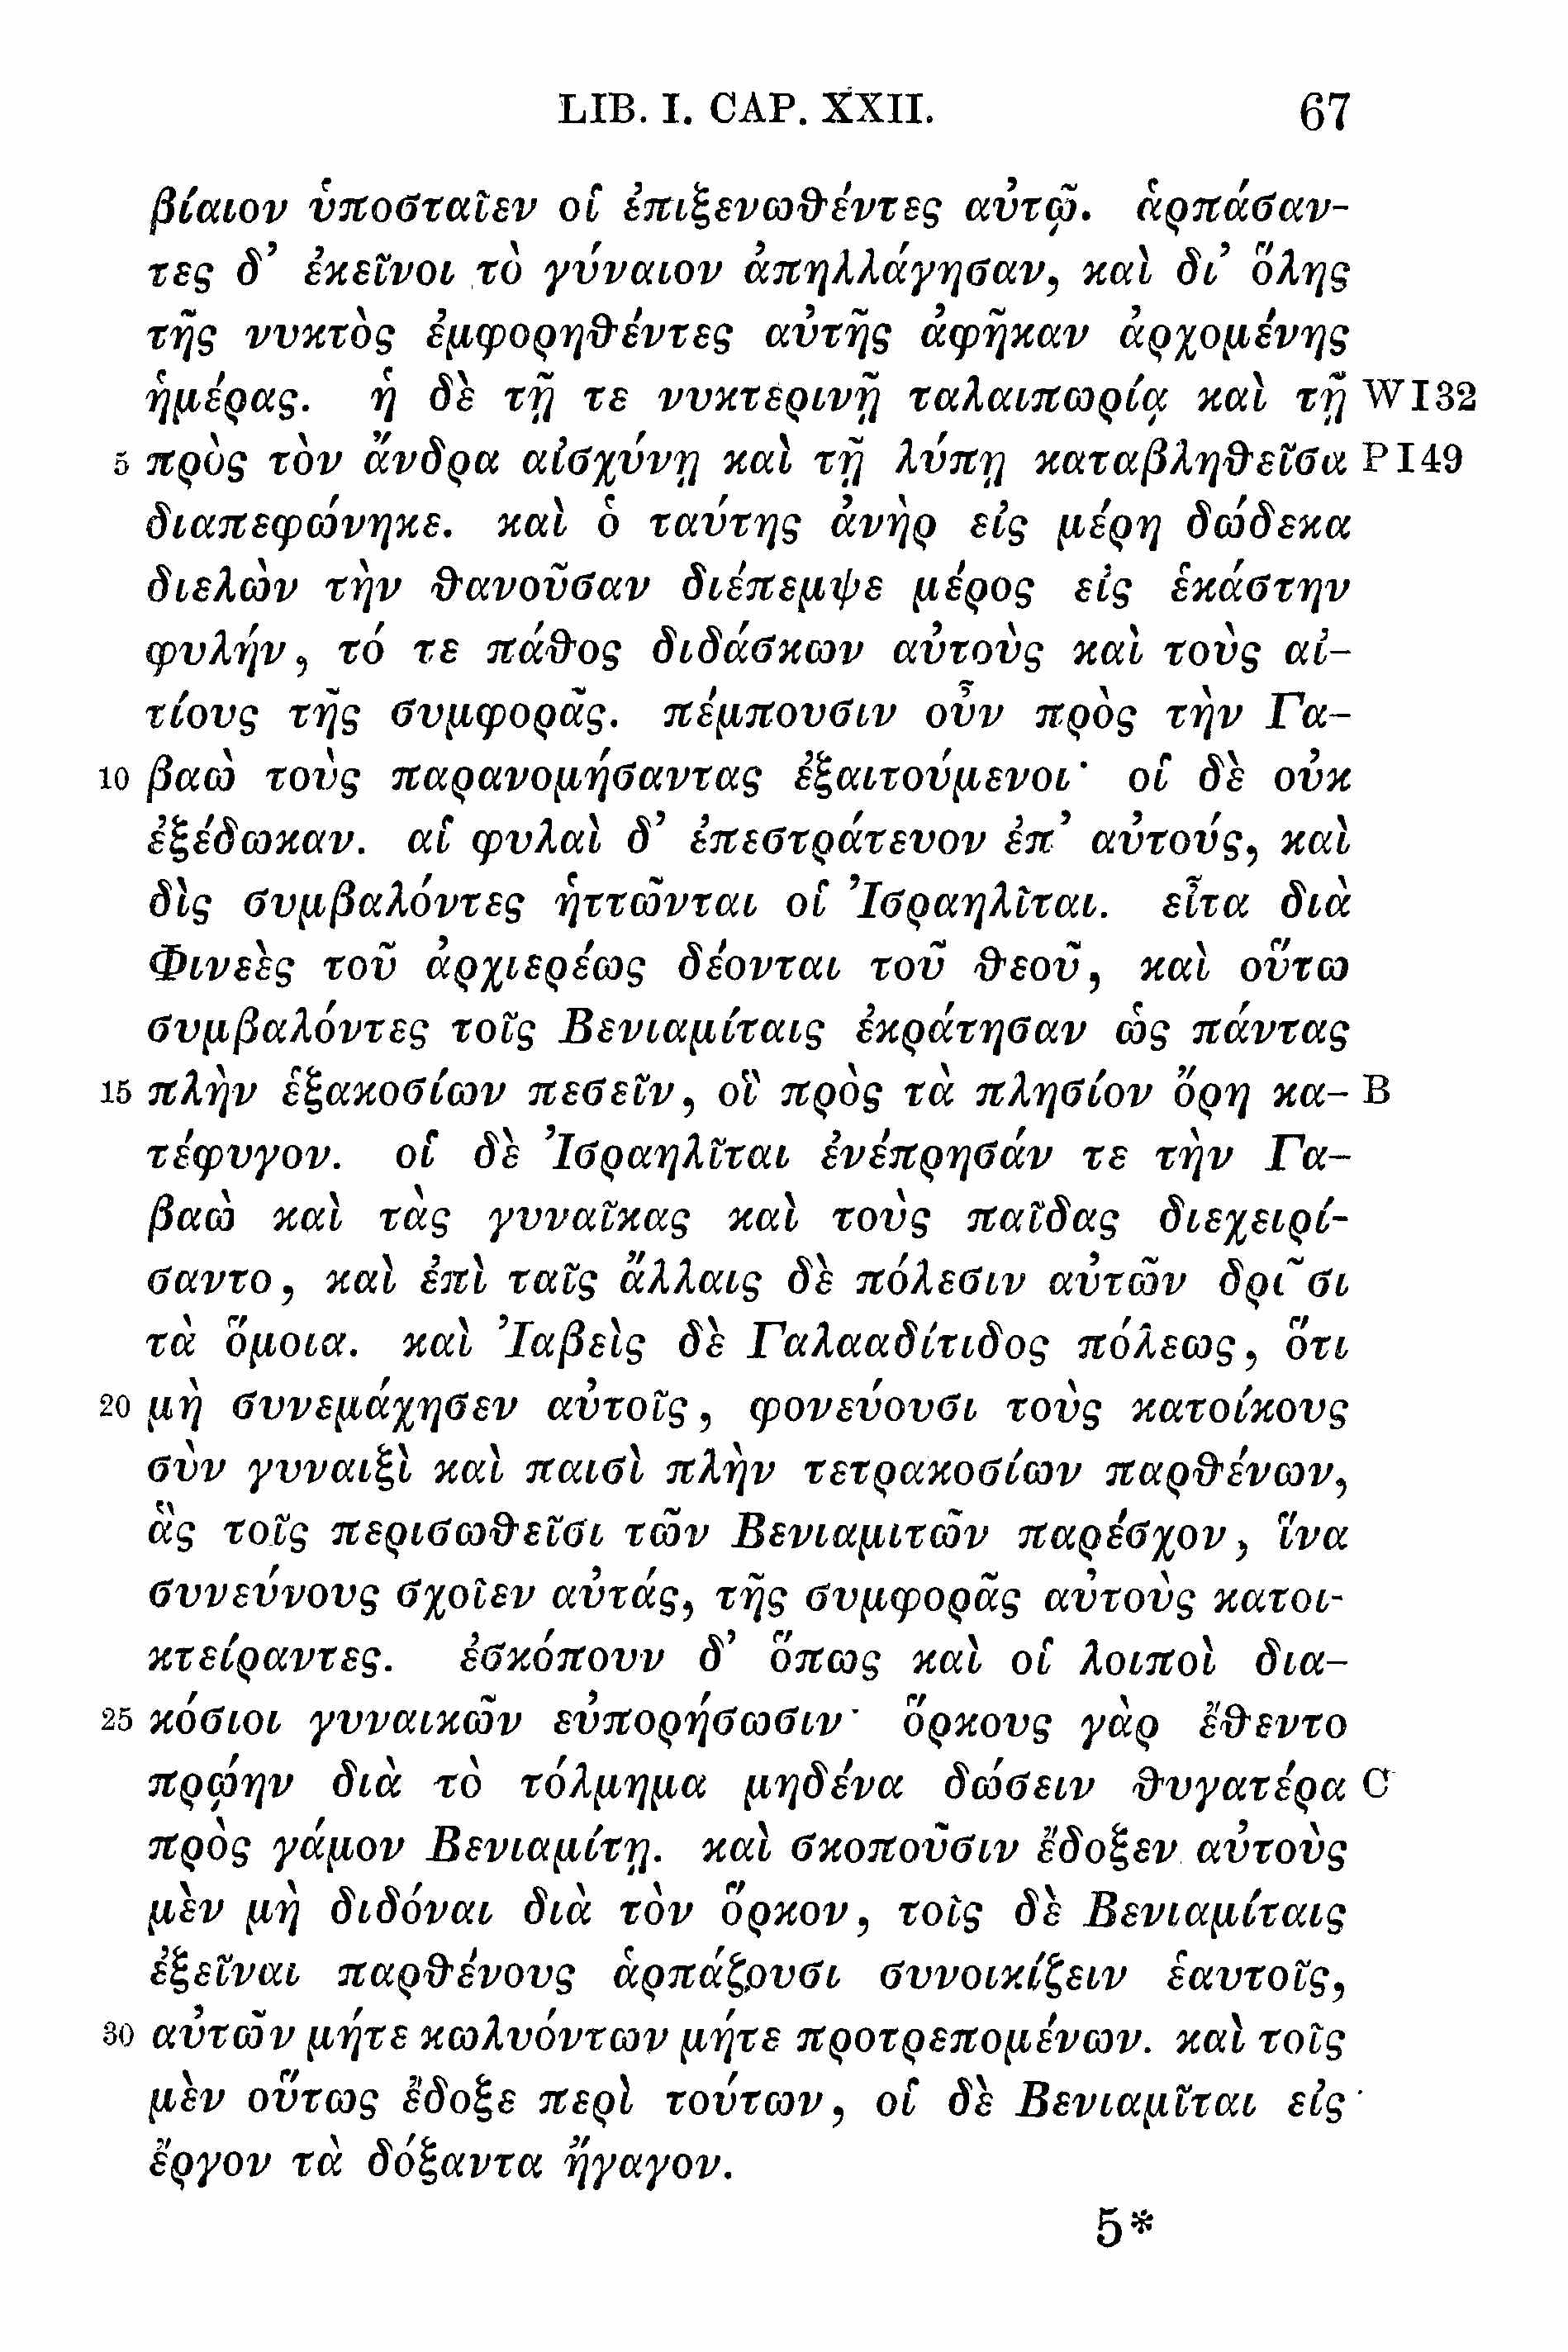 LIB. I. CAP. XXII. 67
βίαιον ὑποσταῖεν οἱ ἐπιξενωθέντες αὐτῷ. ἁρπάσαν-
τες δ' ἐκεῖνοι τὸ γύναιον ἀπηλλάγησαν, καὶ δι' ὅλης
τῆς νυκτὸς ἐμφορηθέντες αὐτῆς ἀφῆκαν ἀρχομένης
ἡμέρας. ἡ δὲ τῇ τε νυκτερινῇ ταλαιπωρίᾳ καὶ τῇ W I 32
5 πρὸς τὸν ἄνδρα αἰσχύνῃ καὶ τῇ λύπῃ καταβληθεῖσα P I 49
διαπεφώνηκε. καὶ ὁ ταύτης ἀνὴρ εἰς μέρη δώδεκα
διελὼν τὴν θανοῦσαν διέπεμψε μέρος εἰς ἑκάστην
φυλήν, τό τε πάθος διδάσκων αὐτοὺς καὶ τοὺς αἰ-
τίους τῆς συμφορᾶς. πέμπουσιν οὖν πρὸς τὴν Γα-
10 βαὼ τοὺς παρανομήσαντας ἐξαιτούμενοι· οἱ δὲ οὐκ
ἐξέδωκαν. αἱ φυλαὶ δ' ἐπεστράτευον ἐπ' αὐτούς, καὶ
δὶς συμβαλόντες ἡττῶνται οἱ Ἰσραηλῖται. εἶτα διὰ
Φινεὲς τοῦ ἀρχιερέως δέονται τοῦ θεοῦ, καὶ οὕτω
συμβαλόντες τοῖς Βενιαμίταις ἐκράτησαν ὡς πάντας
15 πλὴν ἑξακοσίων πεσεῖν, οἳ πρὸς τὰ πλησίον ὄρη κα- B
τέφυγον. οἱ δὲ Ἰσραηλῖται ἐνέπρησάν τε τὴν Γα-
βαὼ καὶ τὰς γυναῖκας καὶ τοὺς παῖδας διεχειρί-
σαντο, καὶ ἐπὶ ταῖς ἄλλαις δὲ πόλεσιν αὐτῶν δρῖσι
τὰ ὅμοια. καὶ Ἰαβεὶς δὲ Γαλααδίτιδος πόλεως, ὅτι
20 μὴ συνεμάχησεν αὐτοῖς, φονεύουσι τοὺς κατοίκους
σὺν γυναιξὶ καὶ παισὶ πλὴν τετρακοσίων παρθένων,
ἃς τοῖς περισωθεῖσι τῶν Βενιαμιτῶν παρέσχον, ἵνα
συνεύνους σχοῖεν αὐτάς, τῆς συμφορᾶς αὐτοὺς κατοι-
κτείραντες. ἐσκόπουν δ' ὅπως καὶ οἱ λοιποὶ δια-
25 κόσιοι γυναικῶν εὐπορήσωσιν· ὅρκους γὰρ ἔθεντο
πρῴην διὰ τὸ τόλμημα μηδένα δώσειν θυγατέρα C
πρὸς γάμον Βενιαμίτῃ. καὶ σκοποῦσιν ἔδοξεν αὐτοὺς
μὲν μὴ διδόναι διὰ τὸν ὅρκον, τοῖς δὲ Βενιαμίταις
ἐξεῖναι παρθένους ἁρπάζουσι συνοικίζειν ἑαυτοῖς,
30 αὐτῶν μήτε κωλυόντων μήτε προτρεπομένων. καὶ τοῖς
μὲν οὕτως ἔδοξε περὶ τούτων, οἱ δὲ Βενιαμῖται εἰς
ἔργον τὰ δόξαντα ἤγαγον.
5*